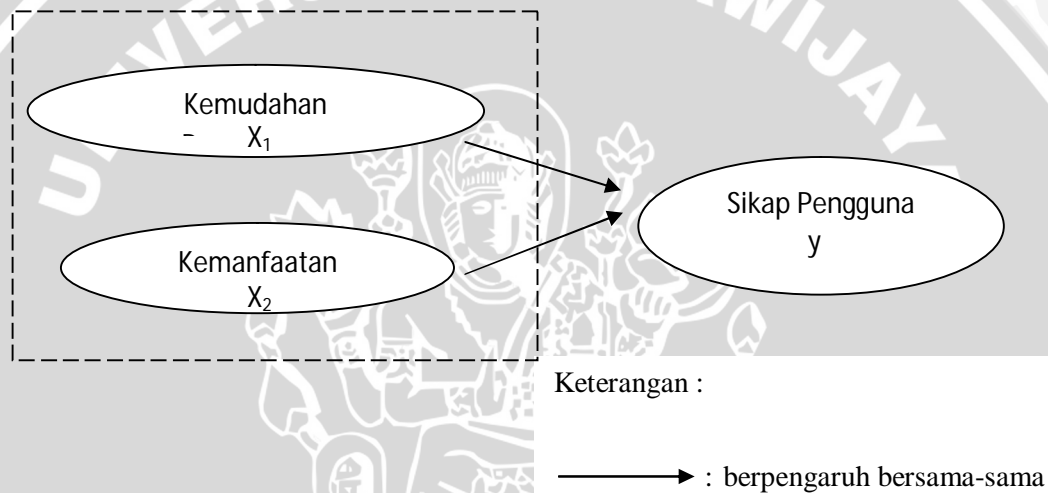 Kemudahan
X₁
Kemanfaatan
X₂
Sikap Pengguna
y
Keterangan :
: berpengaruh bersama-sama